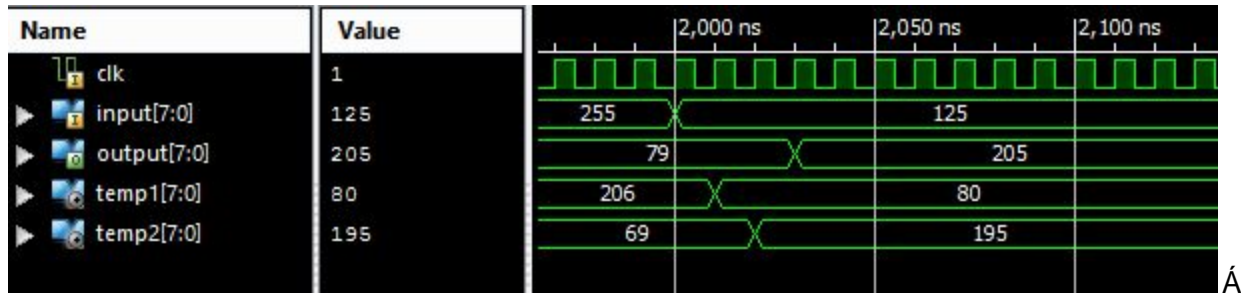 Name Value 2,000 ns 2,050 ns 2,100 ns
clk 1
input[7:0] 125 255 125
output[7:0] 205 79 205
temp1[7:0] 80 206 80
temp2[7:0] 195 69 195
Á